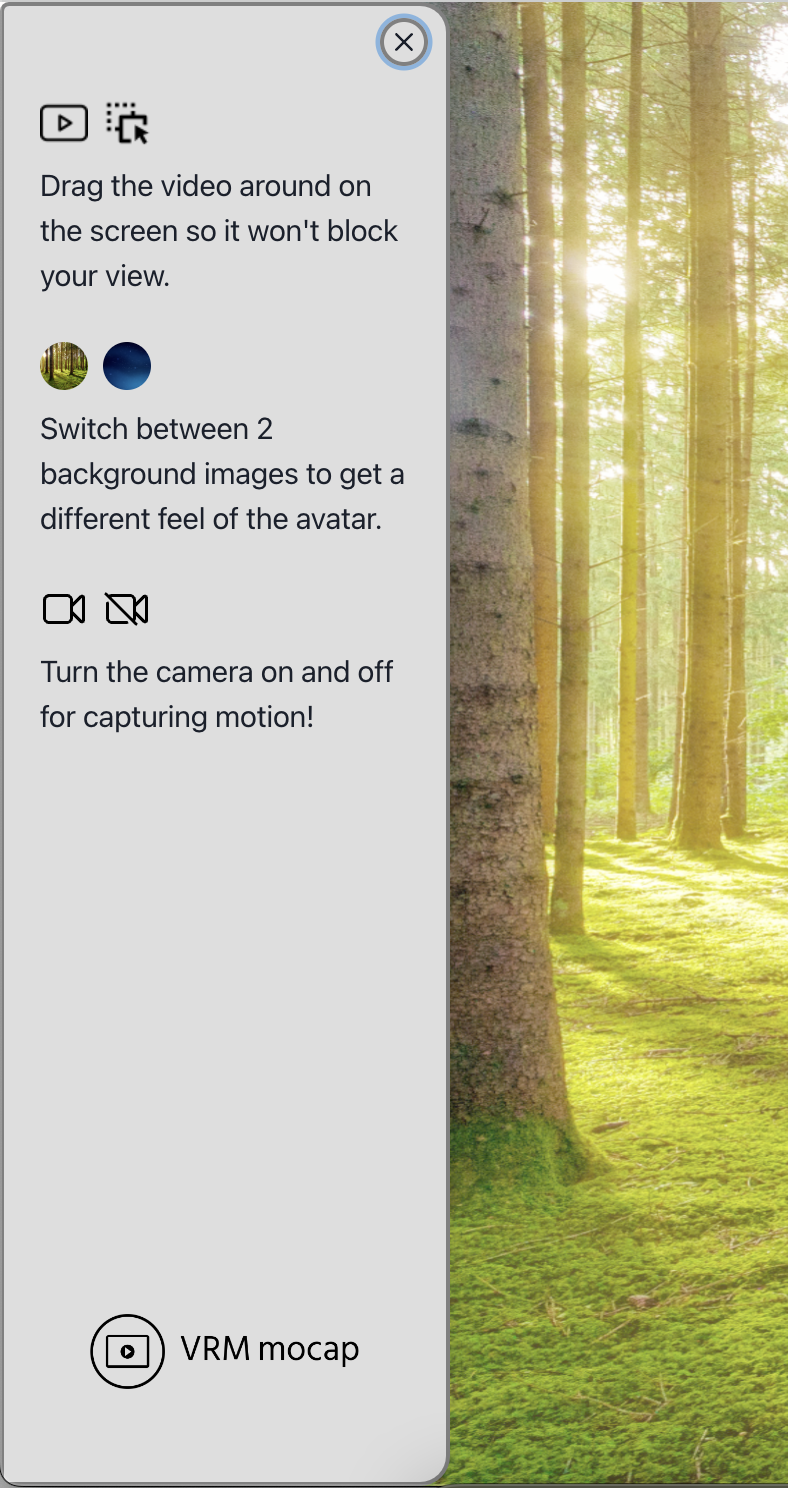 Drag the video around on
the screen so it won't block
your view.
Switch between 2
background images to get a
different feel of the avatar.
Turn the camera on and off
for capturing motion!
VRM mocap